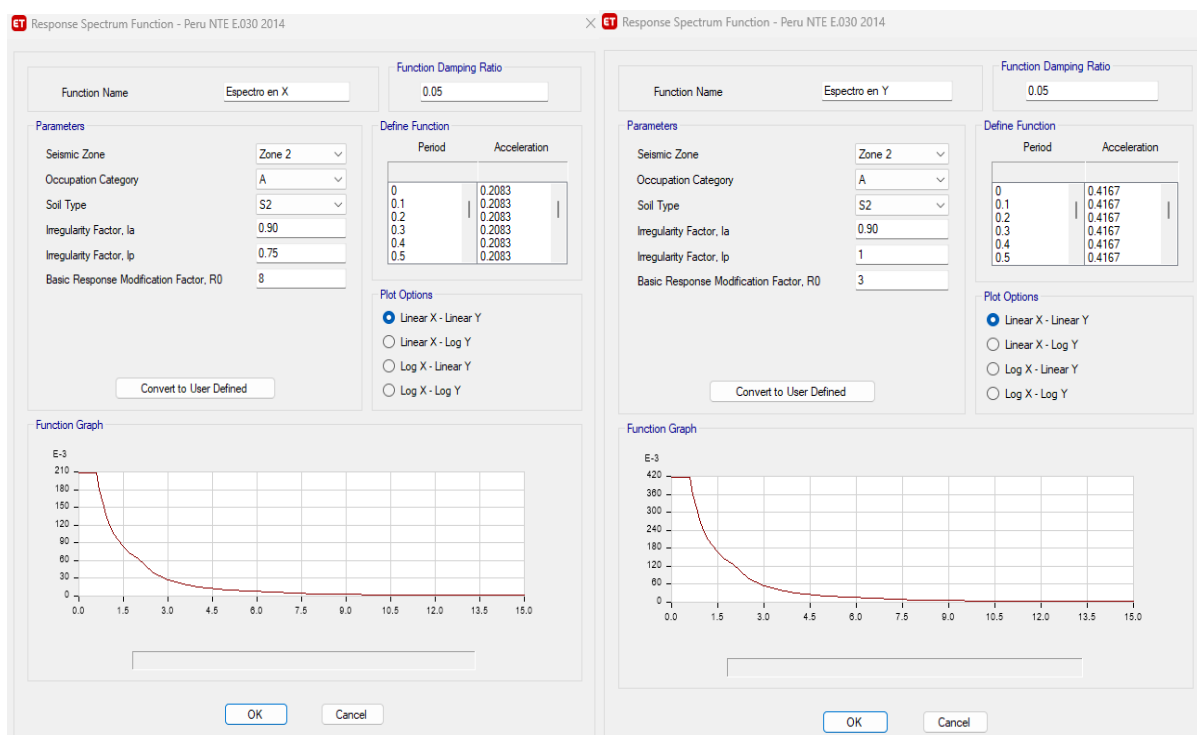 Response Spectrum Function - Peru NTE E.030 2014
Function Name
Espectro en X
Function Damping Ratio
0.05
Parameters
Seismic Zone
Zone 2
Occupation Category
A
Soil Type
S2
Irregularity Factor, Ia
0.90
Irregularity Factor, Ip
0.75
Basic Response Modification Factor, R0
8
Convert to User Defined
Define Function
Period Acceleration
0 0.2083
0.1 0.2083
0.2 0.2083
0.3 0.2083
0.4 0.2083
0.5 0.2083
Plot Options
Linear X - Linear Y
Linear X - Log Y
Log X - Linear Y
Log X - Log Y
Function Graph
E-3
210
180
150
120
90
60
30
0
0.0 1.5 3.0 4.5 6.0 7.5 9.0 10.5 12.0 13.5 15.0
OK Cancel
Response Spectrum Function - Peru NTE E.030 2014
Function Name
Espectro en Y
Function Damping Ratio
0.05
Parameters
Seismic Zone
Zone 2
Occupation Category
A
Soil Type
S2
Irregularity Factor, Ia
0.90
Irregularity Factor, Ip
1
Basic Response Modification Factor, R0
3
Convert to User Defined
Define Function
Period Acceleration
0 0.4167
0.1 0.4167
0.2 0.4167
0.3 0.4167
0.4 0.4167
0.5 0.4167
Plot Options
Linear X - Linear Y
Linear X - Log Y
Log X - Linear Y
Log X - Log Y
Function Graph
E-3
420
360
300
240
180
120
60
0
0.0 1.5 3.0 4.5 6.0 7.5 9.0 10.5 12.0 13.5 15.0
OK Cancel